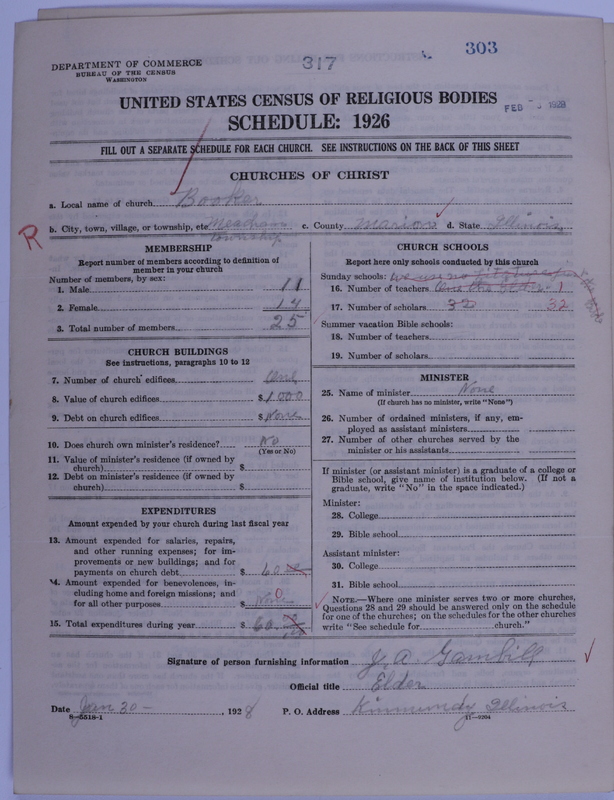 303
317
DEPARTMENT OF COMMERCE
BUREAU OF THE CENSUS
WASHINGTON
FEB 1928
UNITED STATES CENSUS OF RELIGIOUS BODIES
SCHEDULE: 1926
FILL OUT A SEPARATE SCHEDULE FOR EACH CHURCH. SEE INSTRUCTIONS ON THE BACK OF THIS SHEET
CHURCHES OF CHRIST
a. Local name of church Booker
R
b. City, town, village, or township, etc. Meacham Township c. County Marion d. State Illinois
MEMBERSHIP
Report number of members according to definition of member in your church
Number of members, by sex:
1. Male 11
2. Female 14
3. Total number of members 25
CHURCH BUILDINGS
See instructions, paragraphs 10 to 12
7. Number of church edifices One
8. Value of church edifices $1000
9. Debt on church edifices $None
10. Does church own minister's residence? No
(Yes or No)
11. Value of minister's residence (if owned by
church) $
12. Debt on minister's residence (if owned by
church) $
EXPENDITURES
Amount expended by your church during last fiscal year
13. Amount expended for salaries, repairs,
and other running expenses; for im-
provements or new buildings; and for
payments on church debt $ 60
14. Amount expended for benevolences, in-
cluding home and foreign missions; and
for all other purposes $ None 0
15. Total expenditures during year $ 60
CHURCH SCHOOLS
Report here only schools conducted by this church
Sunday schools: we use no
16. Number of teachers 1
17. Number of scholars 32 32
Summer vacation Bible schools:
18. Number of teachers
19. Number of scholars
MINISTER
25. Name of minister None
(If church has no minister, write "None")
26. Number of ordained ministers, if any, em-
ployed as assistant ministers
27. Number of other churches served by the
minister or his assistants
If minister (or assistant minister) is a graduate of a college or
Bible school, give name of institution below. (If not a
graduate, write "No" in the space indicated.)
Minister:
28. College
29. Bible school
Assistant minister:
30. College
31. Bible school
NOTE.—Where one minister serves two or more churches,
Questions 28 and 29 should be answered only on the schedule
for one of the churches; on the schedules for the other churches
write "See schedule for church."
Signature of person furnishing information J. A. Gambill
Official title Elder
Date Jan 30 - , 1928 P. O. Address Kinmundy Illinois
8—5518-1 11—9264